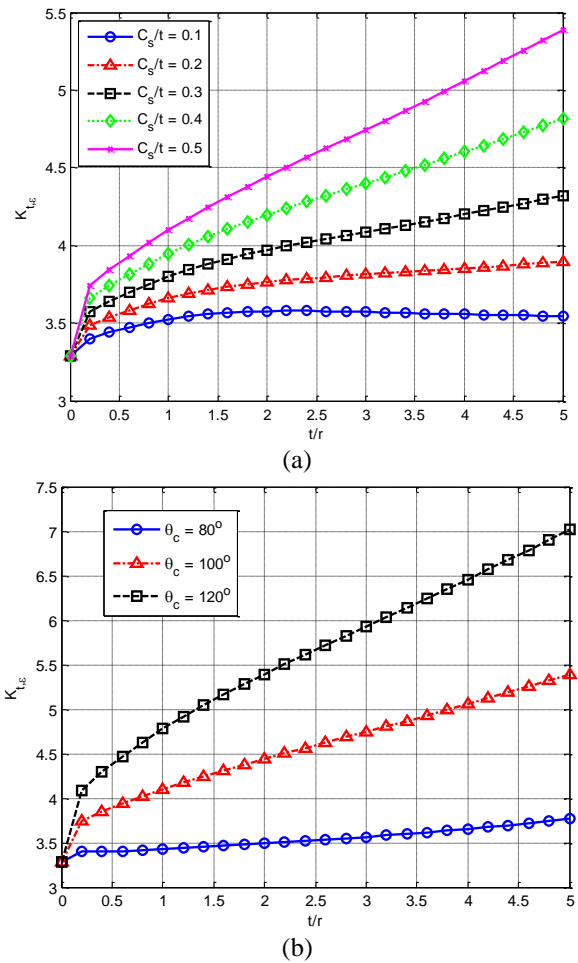 5.5
5
4.5
4
3.5
3
K_{t,ε}
C_s/t = 0.1
C_s/t = 0.2
C_s/t = 0.3
C_s/t = 0.4
C_s/t = 0.5
0 0.5 1 1.5 2 2.5 3 3.5 4 4.5 5
t/r
(a)
7.5
7
6.5
6
5.5
5
4.5
4
3.5
3
K_{t,ε}
θ_c = 80°
θ_c = 100°
θ_c = 120°
0 0.5 1 1.5 2 2.5 3 3.5 4 4.5 5
t/r
(b)